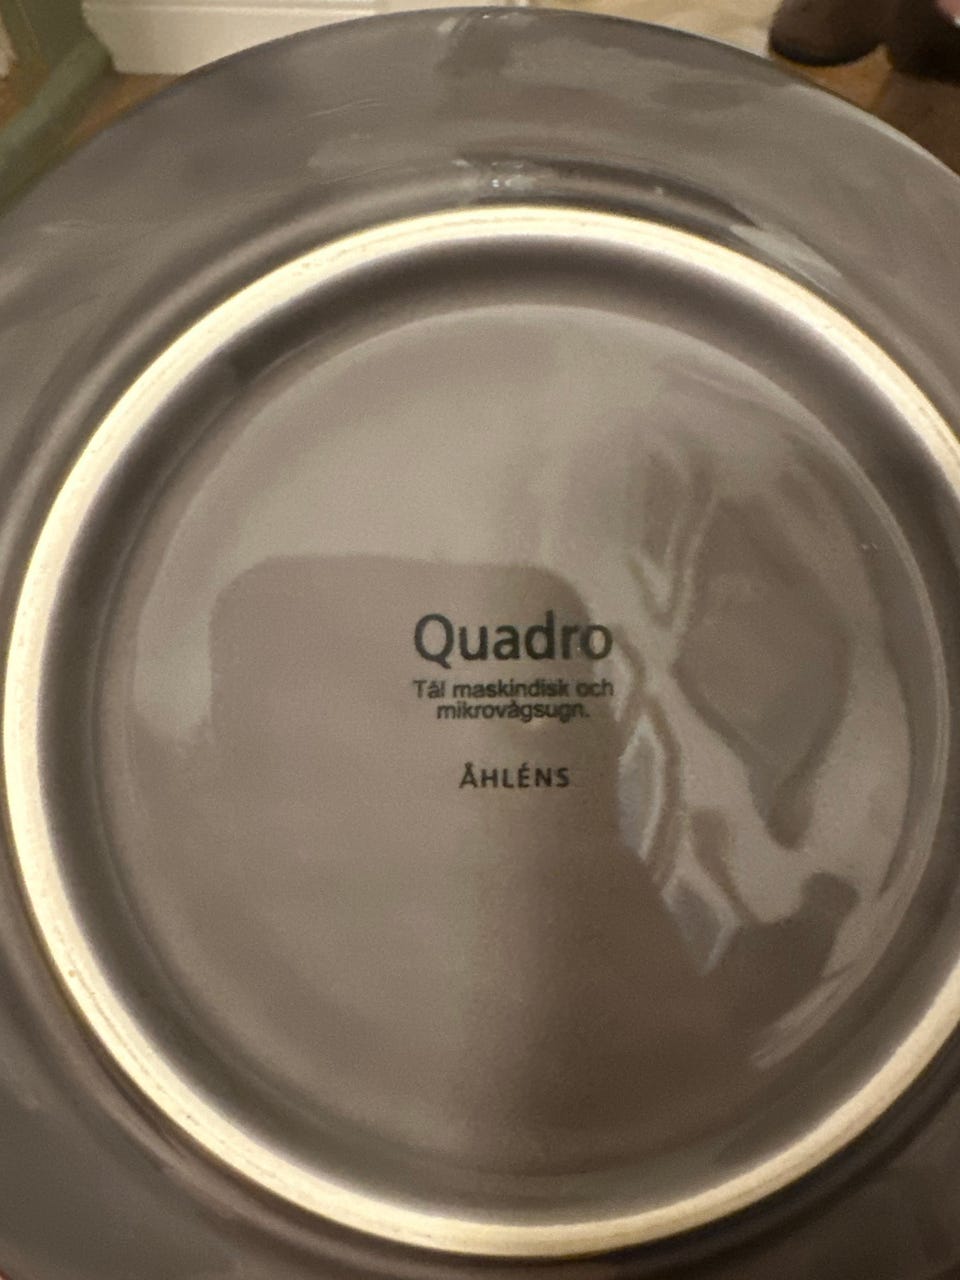 Quadro
Tål maskindisk och
mikrovågsugn.
ÅHLÉNS